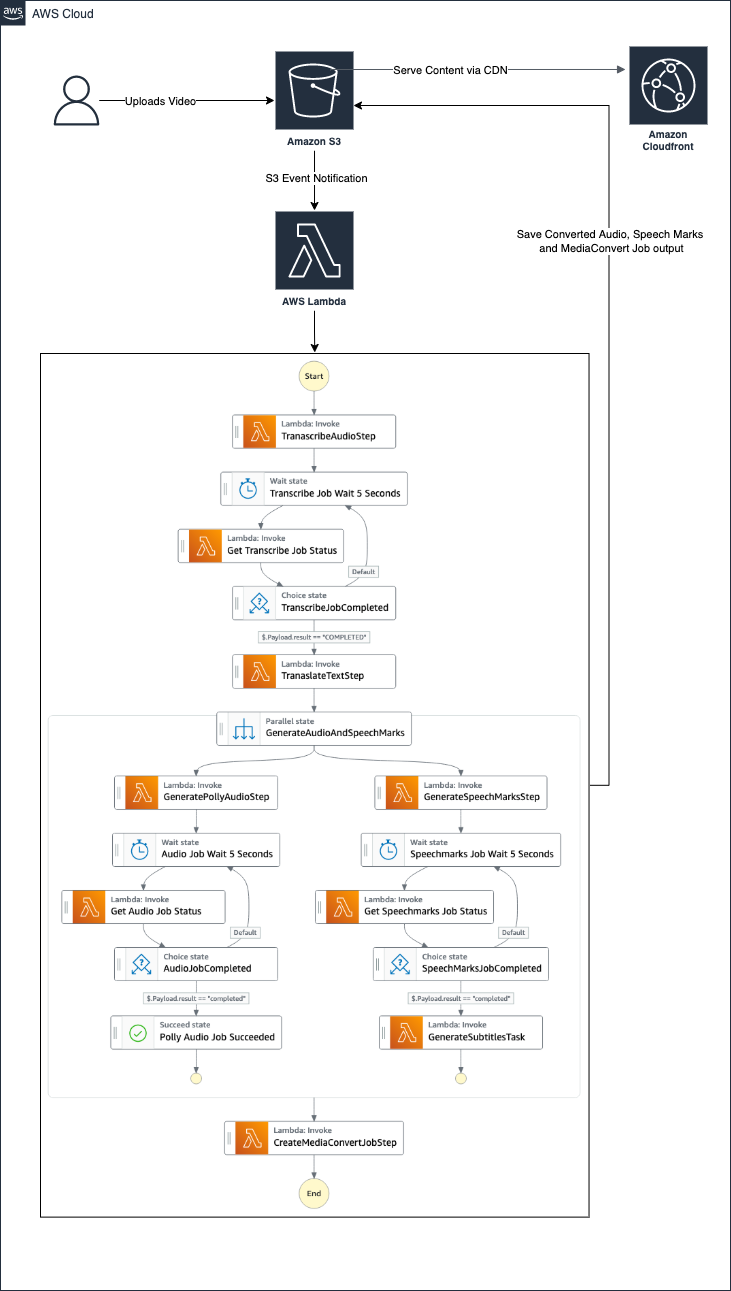 aws
AWS Cloud
Uploads Video
Serve Content via CDN
Amazon S3
Amazon
Cloudfront
S3 Event Notification
Save Converted Audio, Speech Marks
and MediaConvert Job output
AWS Lambda
Start
Lambda: Invoke
TranascribeAudioStep
Wait state
Transcribe Job Wait 5 Seconds
Lambda: Invoke
Get Transcribe Job Status
Default
Choice state
TranscribeJobCompleted
$.Payload.result == "COMPLETED"
Lambda: Invoke
TranaslateTextStep
Parallel state
GenerateAudioAndSpeechMarks
Lambda: Invoke
GeneratePollyAudioStep
Lambda: Invoke
GenerateSpeechMarksStep
Wait state
Audio Job Wait 5 Seconds
Wait state
Speechmarks Job Wait 5 Seconds
Lambda: Invoke
Get Audio Job Status
Lambda: Invoke
Get Speechmarks Job Status
Default
Default
Choice state
AudioJobCompleted
Choice state
SpeechMarksJobCompleted
$.Payload.result == "completed"
$.Payload.result == "completed"
Succeed state
Polly Audio Job Succeeded
Lambda: Invoke
GenerateSubtitlesTask
Lambda: Invoke
CreateMediaConvertJobStep
End